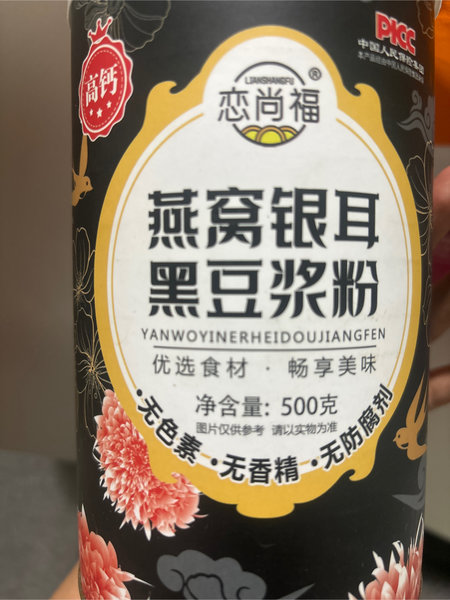 高钙
PICC
中国人民保险集团
LIANSHANGFU
恋尚福®
燕窝银耳
黑豆浆粉
YANWOYINERHEIDOUJIANGFEN
优选食材 · 畅享美味
净含量: 500克
图片仅供参考 请以实物为准
·无色素 ·无香精 ·无防腐剂